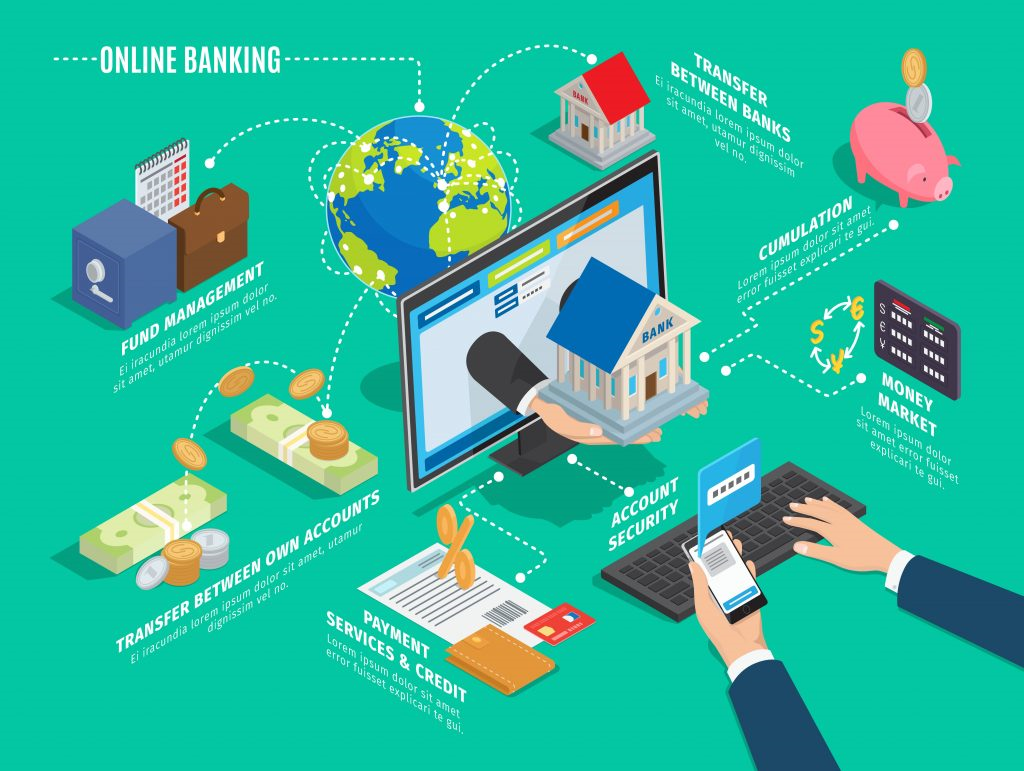 ONLINE BANKING
BANK
TRANSFER
BETWEEN BANKS
Ei iracundia lorem ipsum dolor
sit amet, utamur dignissim
vel no.
CUMULATION
Lorem ipsum dolor sit amet
error fuisset explicari te gui.
FUND MANAGEMENT
Ei iracundia lorem ipsum dolor
sit amet, utamur dignissim vel no.
BANK
$ € ¥
$
€
¥
MONEY
MARKET
Lorem ipsum dolor
sit amet error fuisset
explicari te gui.
TRANSFER BETWEEN OWN ACCOUNTS
Ei iracundia lorem ipsum dolor sit amet, utamur
dignissim vel no.
ACCOUNT
SECURITY
*****
%
PAYMENT
SERVICES & CREDIT
Lorem ipsum dolor sit amet
error fuisset explicari te gui.